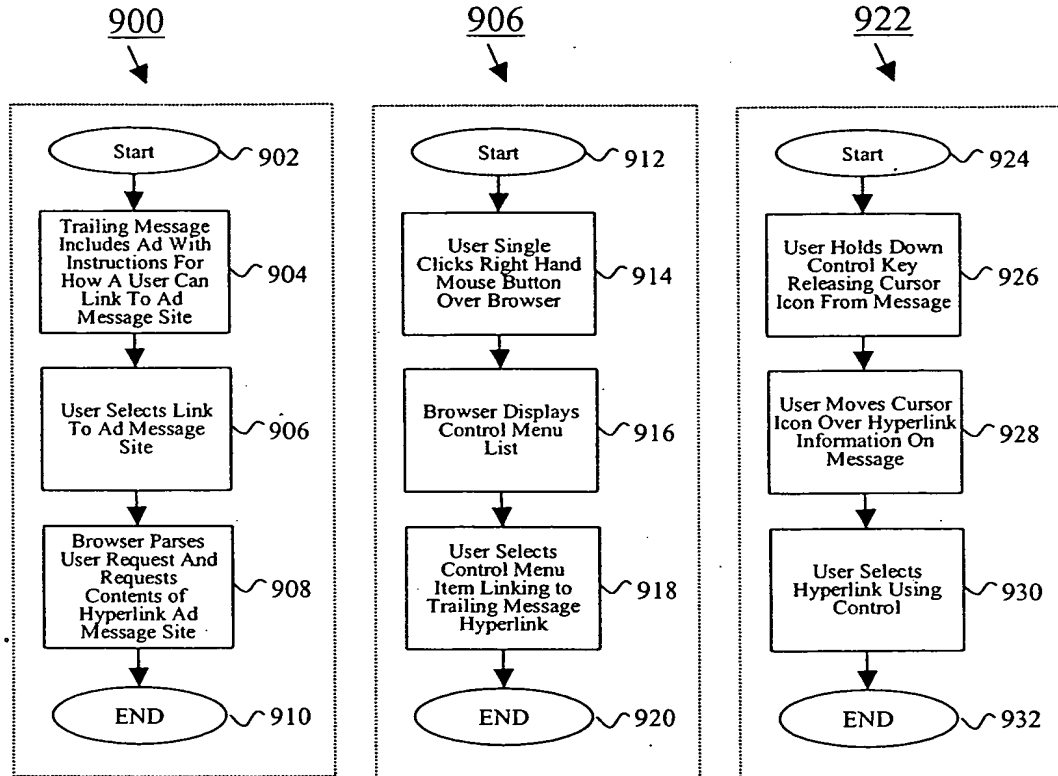 900
Start
902
Trailing Message
Includes Ad With
Instructions For
How A User Can
Link To Ad
Message Site
904
User Selects Link
To Ad Message
Site
906
Browser Parses
User Request And
Requests
Contents of
Hyperlink Ad
Message Site
908
END
910
906
Start
912
User Single
Clicks Right Hand
Mouse Button
Over Browser
914
Browser Displays
Control Menu
List
916
User Selects
Control Menu
Item Linking to
Trailing Message
Hyperlink
918
END
920
922
Start
924
User Holds Down
Control Key
Releasing Cursor
Icon From Message
926
User Moves Cursor
Icon Over Hyperlink
Information On
Message
928
User Selects
Hyperlink Using
Control
930
END
932